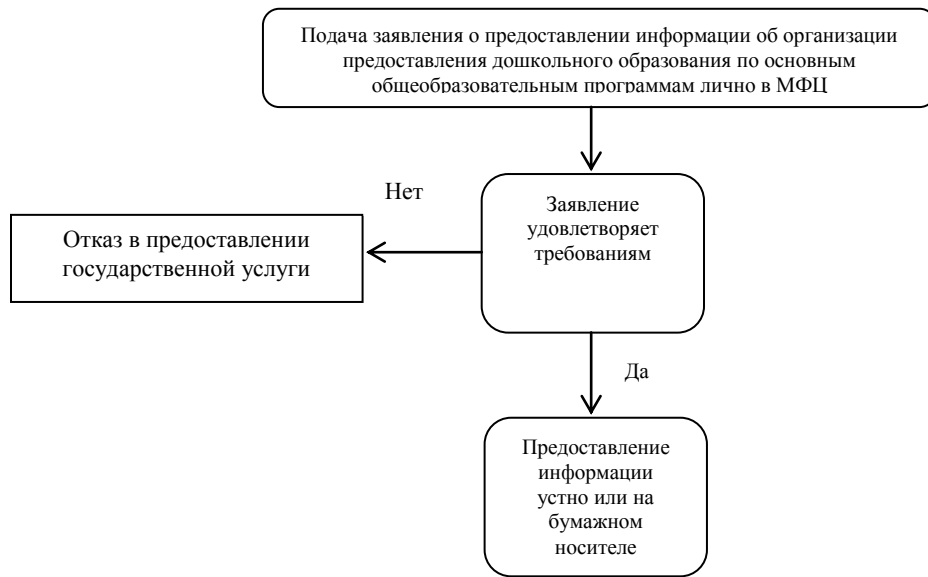 Подача заявления о предоставлении информации об организации
предоставления дошкольного образования по основным
общеобразовательным программам лично в МФЦ
Нет
Заявление
удовлетворяет
требованиям
Отказ в предоставлении
государственной услуги
Да
Предоставление
информации
устно или на
бумажном
носителе